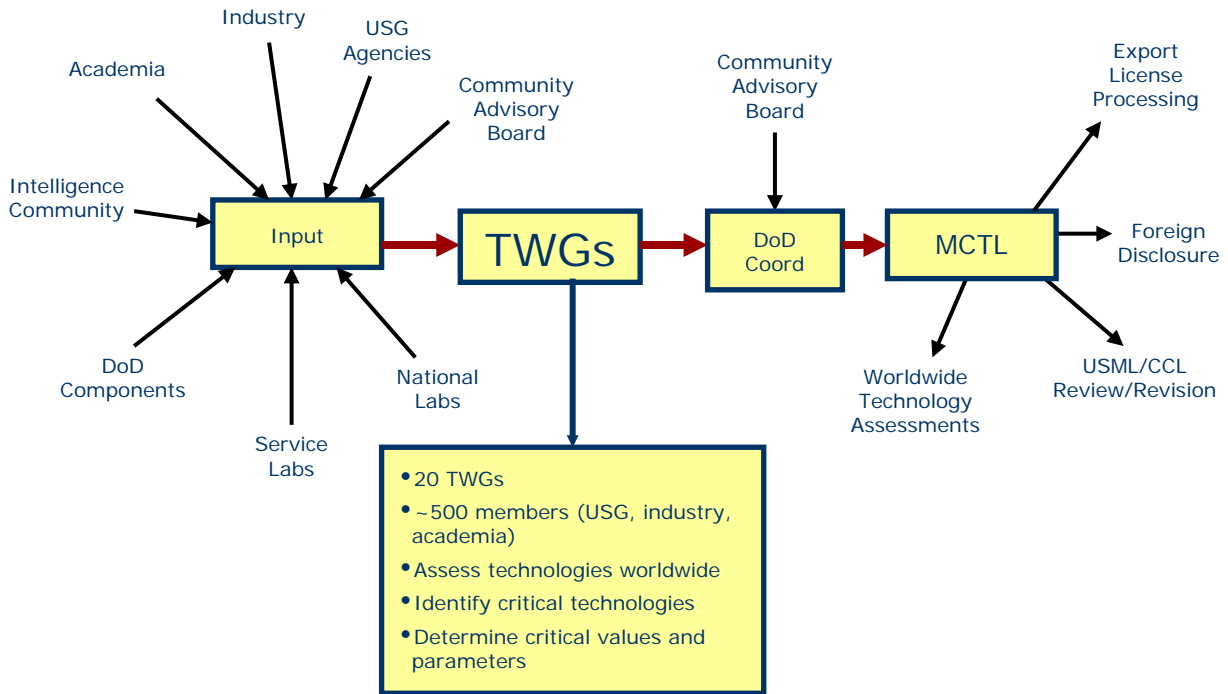 Industry
USG
Agencies
Academia
Community
Advisory
Board
Intelligence
Community
Input
DoD
Components
Service
Labs
National
Labs
TWGs
Community
Advisory
Board
DoD
Coord
MCTL
Export
License
Processing
Foreign
Disclosure
USML/CCL
Review/Revision
Worldwide
Technology
Assessments
• 20 TWGs
• ~500 members (USG, industry,
academia)
• Assess technologies worldwide
• Identify critical technologies
• Determine critical values and
parameters